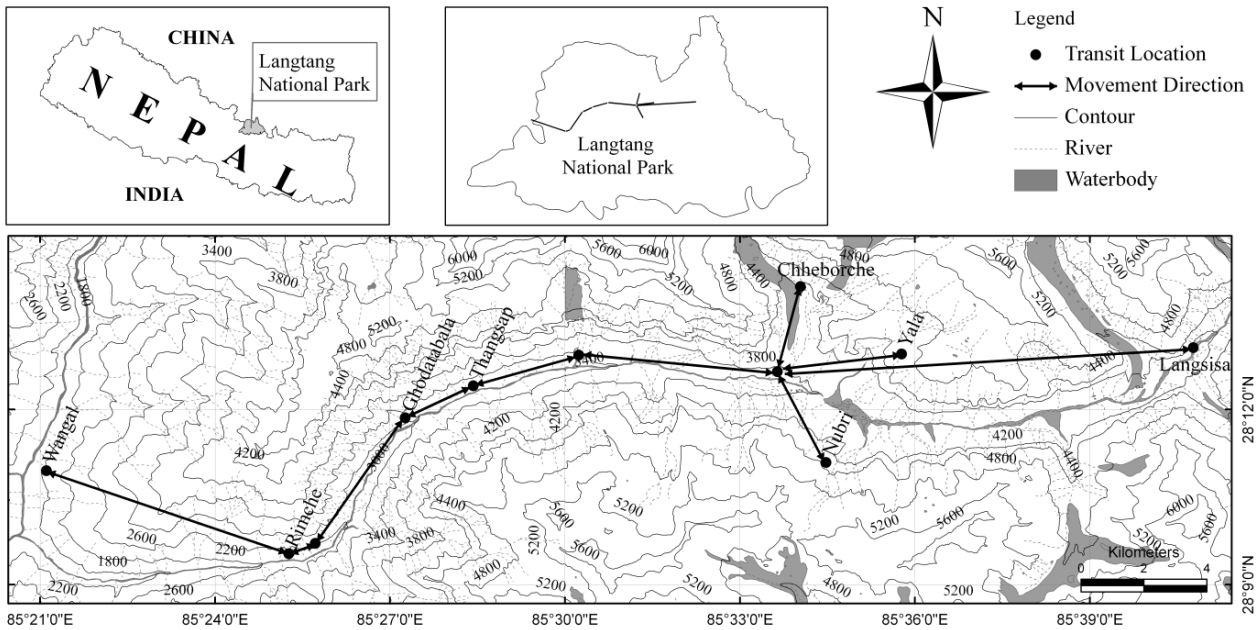 CHINA
Langtang
National Park
NEPAL
INDIA
Langtang
National Park
N
Legend
Transit Location
Movement Direction
Contour
River
Waterbody
3400
3800
2600
2200
1800
6000
5200
5600
6000
5200
4800
4400
Chheborche
4800
5600
5200
5600
5200
4800
5200
4800
4400
Ghodatabala
Thangsap
3800
Yala
4400
Langsisa
Wangal
4200
3800
4200
4200
Nubri
4200
4800
4400
28°12'0"N
Rimche
2600
2200
1800
2200
2600
3400
3800
4400
4800
5200
5600
5600
5200
5200
4800
5200
5600
5200
5200
6000
5600
Kilometers
0 2 4
28°9'0"N
85°21'0"E 85°24'0"E 85°27'0"E 85°30'0"E 85°33'0"E 85°36'0"E 85°39'0"E